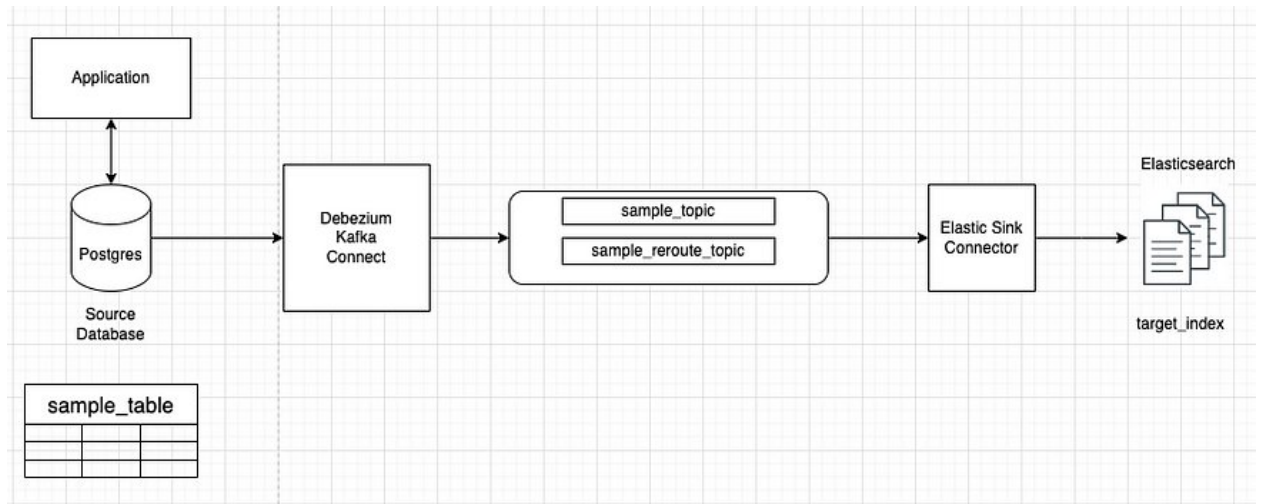 Application
Postgres
Source
Database
sample_table
Debezium
Kafka
Connect
sample_topic
sample_reroute_topic
Elastic Sink
Connector
Elasticsearch
target_index